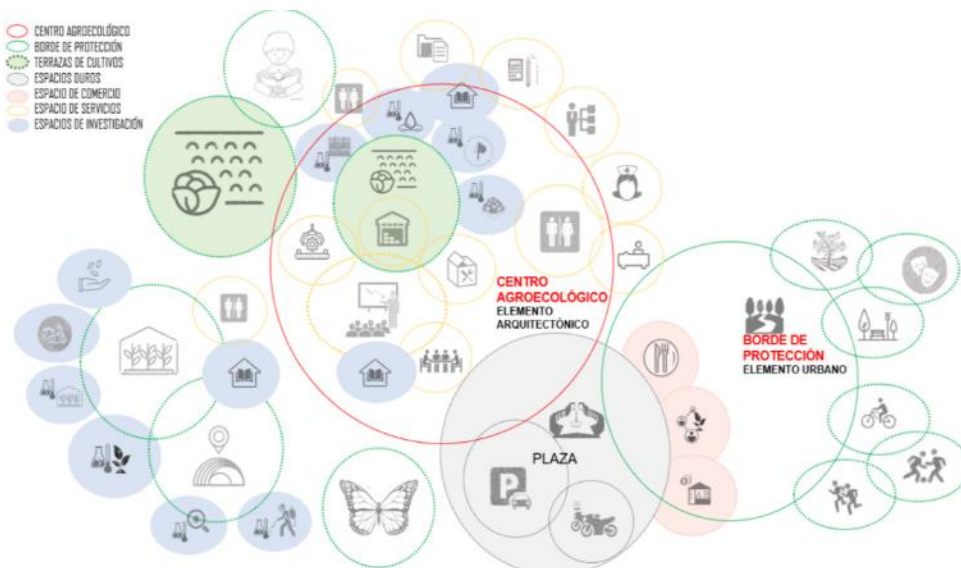 CENTRO AGROECOLÓGICO
BORDE DE PROTECCIÓN
TERRAZAS DE CULTIVOS
ESPACIOS DUROS
ESPACIO DE COMERCIO
ESPACIO DE SERVICIOS
ESPACIOS DE INVESTIGACIÓN
CENTRO
AGROECOLÓGICO
ELEMENTO
ARQUITECTÓNICO
BORDE DE
PROTECCIÓN
ELEMENTO URBANO
PLAZA
P